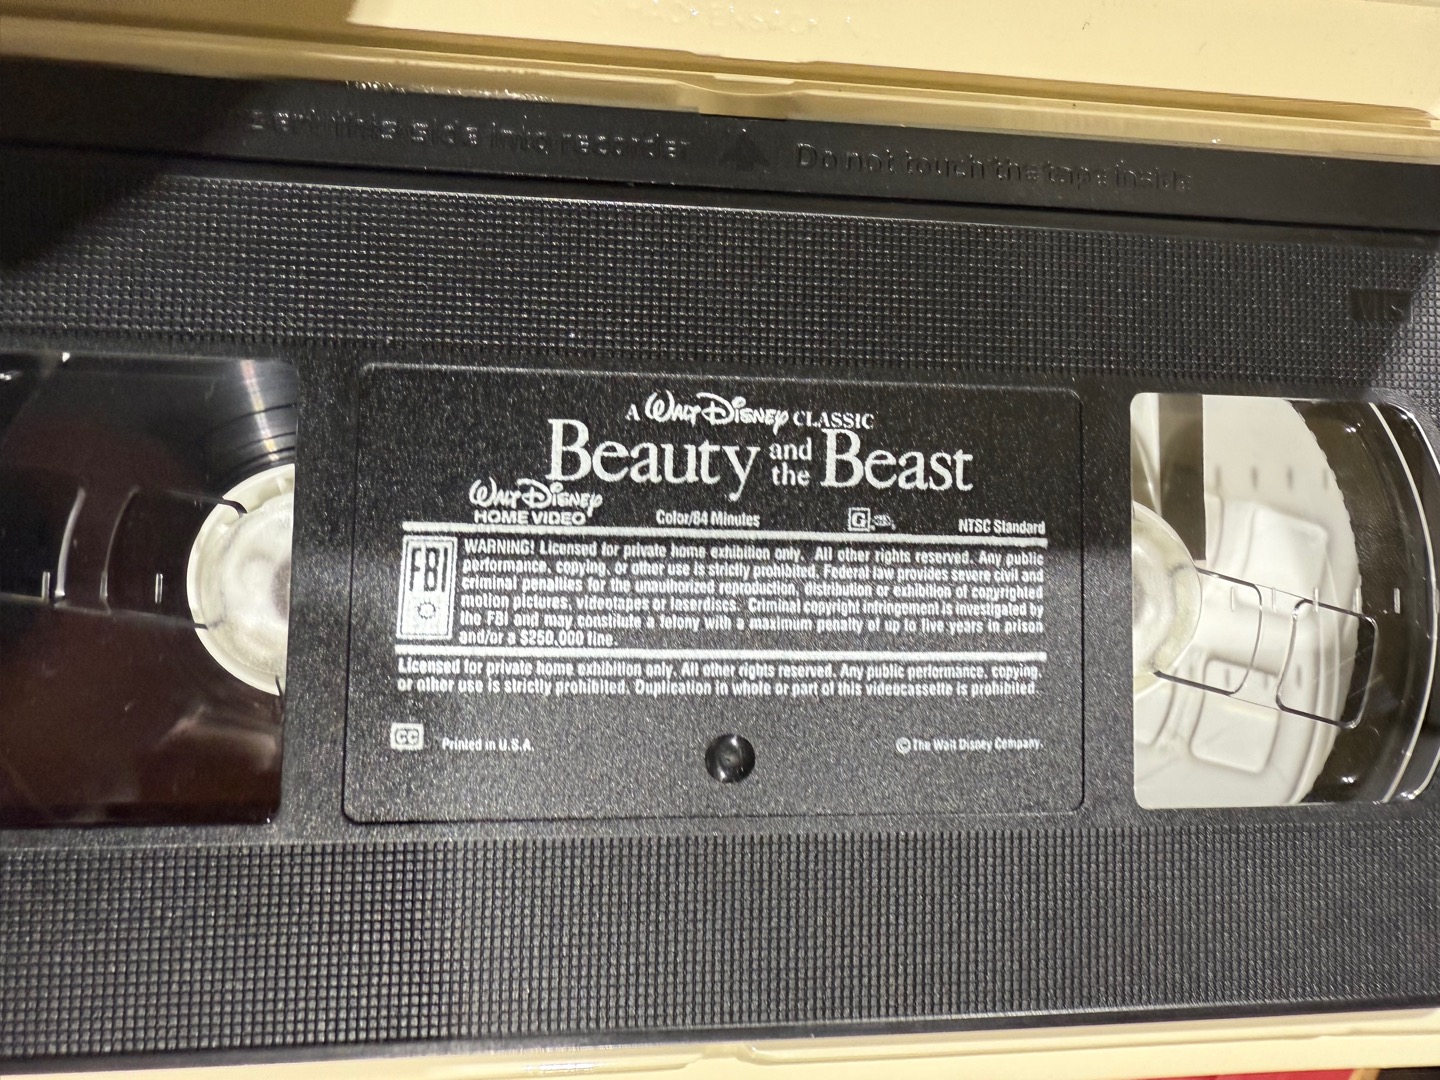 this side into recorder Do not touch the tape inside
VHS
A WALT DISNEY CLASSIC
Beauty and the Beast
WALT DISNEY
HOME VIDEO Color/84 Minutes G NTSC Standard
FBI
WARNING! Licensed for private home exhibition only. All other rights reserved. Any public
performance, copying, or other use is strictly prohibited. Federal law provides severe civil and
criminal penalties for the unauthorized reproduction, distribution or exhibition of copyrighted
motion pictures, videotapes or laserdiscs. Criminal copyright infringement is investigated by
the FBI and may constitute a felony with a maximum penalty of up to five years in prison
and/or a $250,000 fine.
Licensed for private home exhibition only. All other rights reserved. Any public performance, copying,
or other use is strictly prohibited. Duplication in whole or part of this videocassette is prohibited.
CC Printed in U.S.A. © The Walt Disney Company.